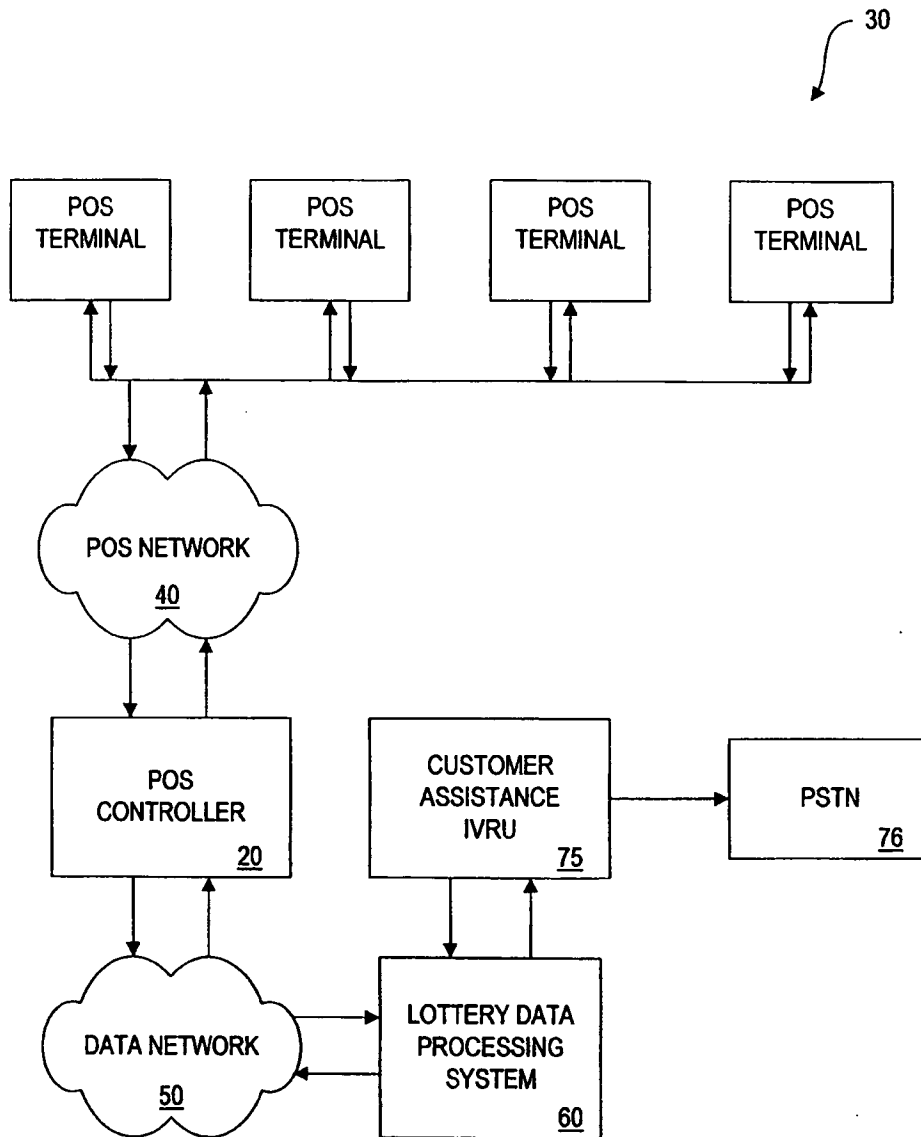 30
POS
TERMINAL
POS
TERMINAL
POS
TERMINAL
POS
TERMINAL
POS NETWORK
40
POS
CONTROLLER
20
CUSTOMER
ASSISTANCE
IVRU
75
PSTN
76
DATA NETWORK
50
LOTTERY DATA
PROCESSING
SYSTEM
60